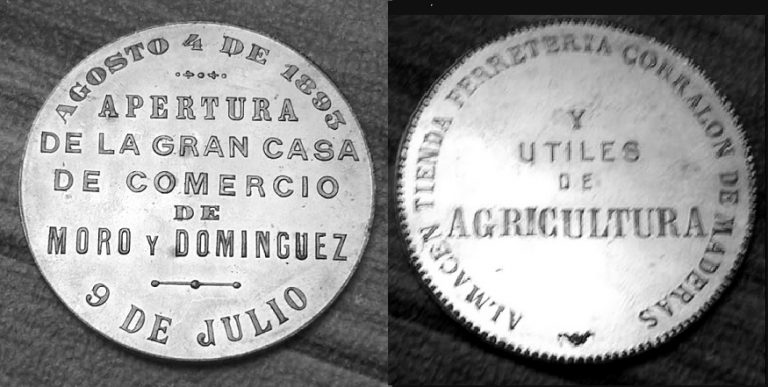 AGOSTO 4 DE 1895
APERTURA
DE LA GRAN CASA
DE COMERCIO
DE
MORO Y DOMINGUEZ
9 DE JULIO
ALMACEN TIENDA FERRETERIA CORRALON DE MADERAS
Y
UTILES
DE
AGRICULTURA